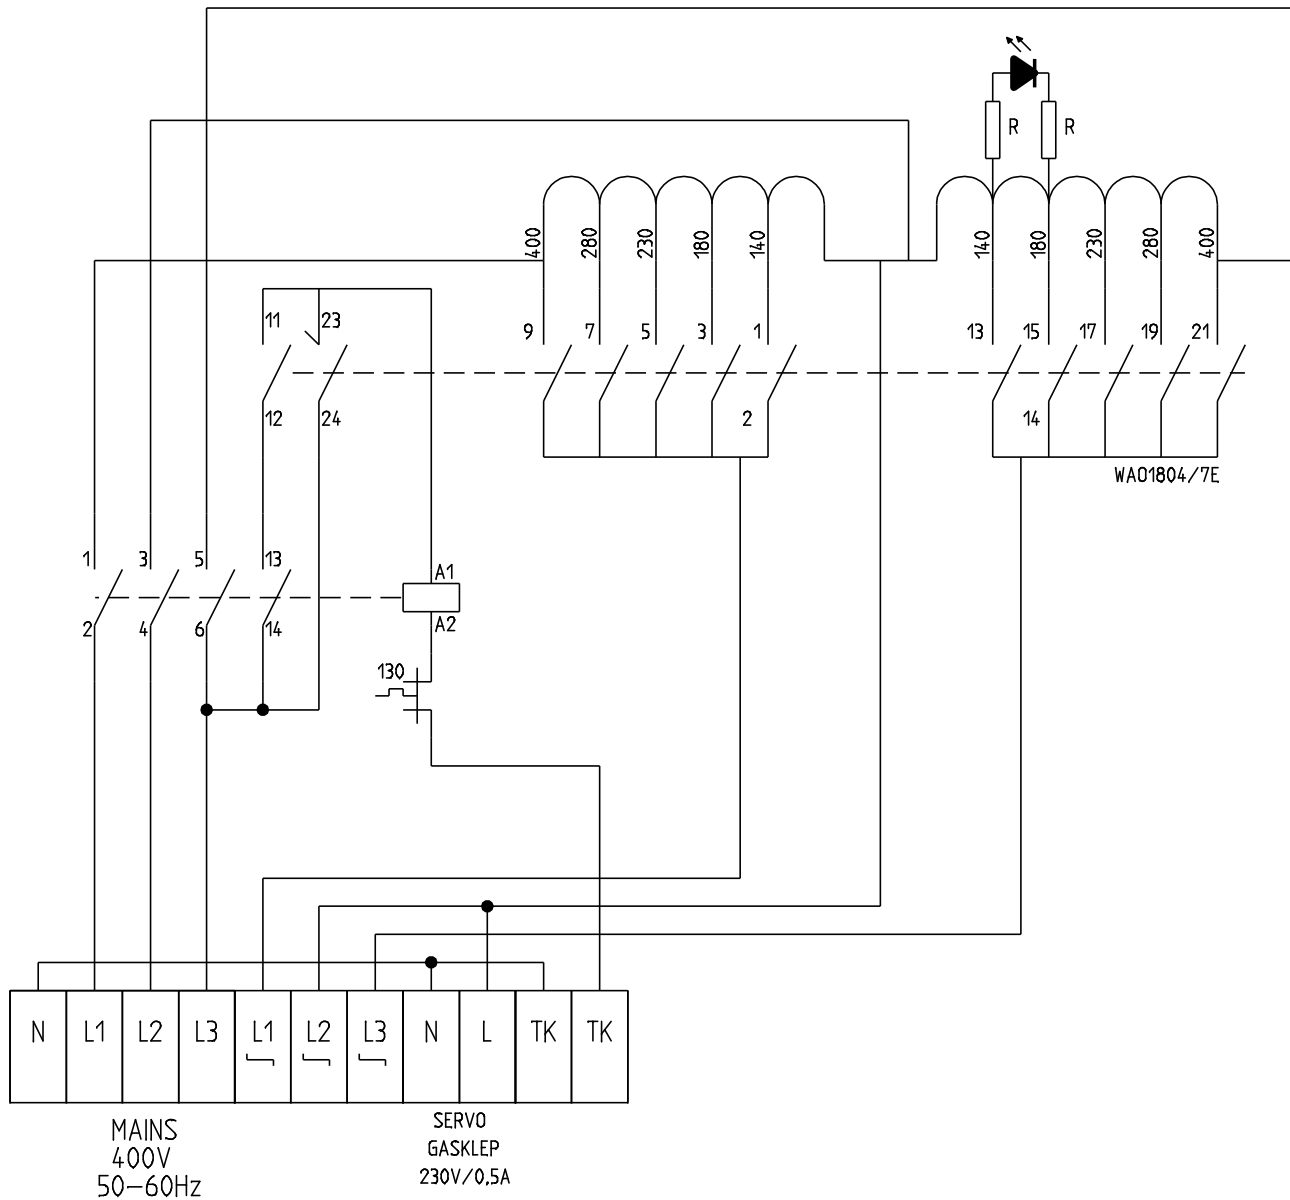 R R
400 280 230 180 140 140 180 230 280 400
11 23 9 7 5 3 1 13 15 17 19 21
12 24 2 14
WAO1804/7E
1 3 5 13 A1
2 4 6 14 A2
130
N L1 L2 L3 L1 L2 L3 N L TK TK
MAINS
400V
50-60Hz
SERVO
GASKLEP
230V/0,5A